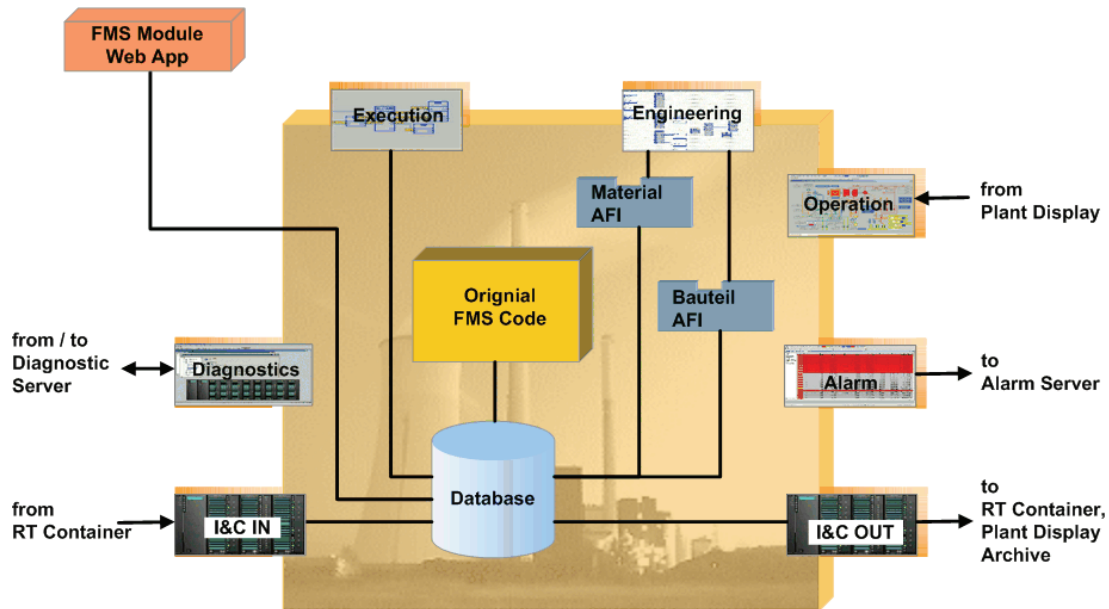 FMS Module
Web App
Execution
Engineering
Material
AFI
Operation
from
Plant Display
Orignial
FMS Code
Bauteil
AFI
from / to
Diagnostic
Server
Diagnostics
Alarm
to
Alarm Server
Database
from
RT Container
I&C IN
I&C OUT
to
RT Container,
Plant Display
Archive